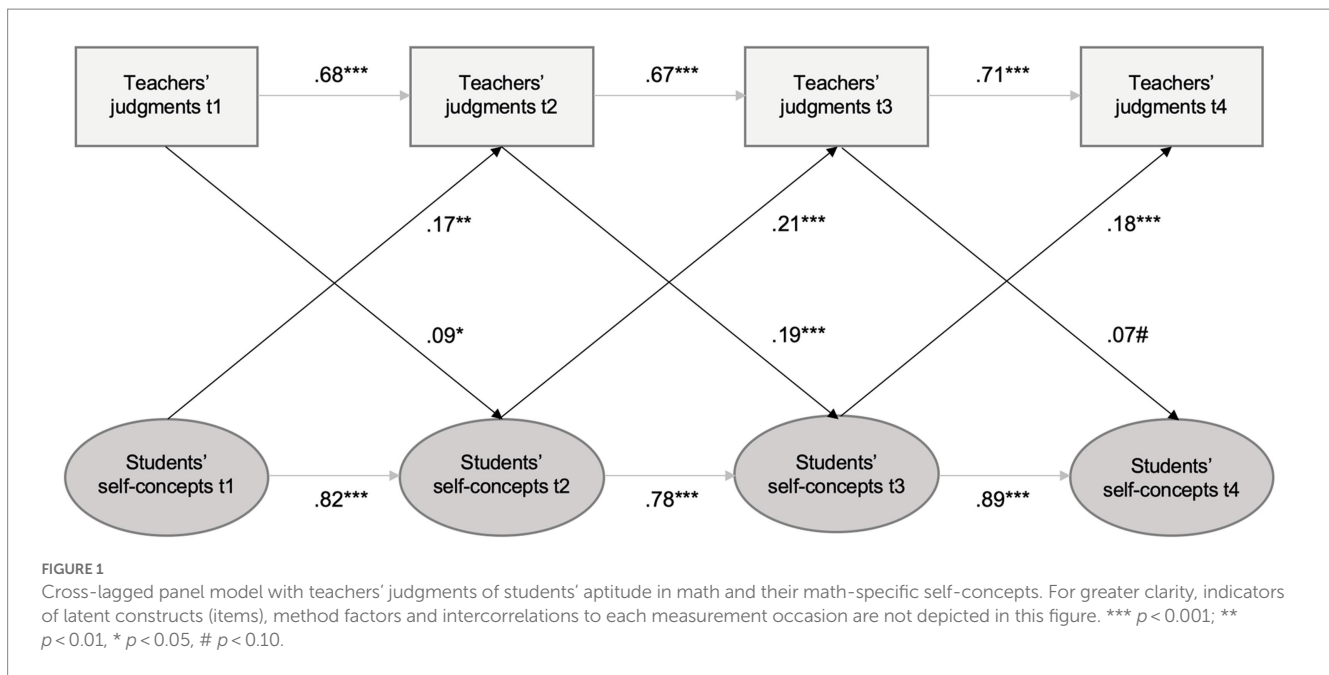 Teachers’
judgments t1
.68***
Teachers’
judgments t2
.67***
Teachers’
judgments t3
.71***
Teachers’
judgments t4
.17**
.21***
.18***
.09*
.19***
.07#
Students’
self-concepts t1
.82***
Students’
self-concepts t2
.78***
Students’
self-concepts t3
.89***
Students’
self-concepts t4
FIGURE 1
Cross-lagged panel model with teachers’ judgments of students’ aptitude in math and their math-specific self-concepts. For greater clarity, indicators
of latent constructs (items), method factors and intercorrelations to each measurement occasion are not depicted in this figure. *** p < 0.001; **
p < 0.01, * p < 0.05, # p < 0.10.